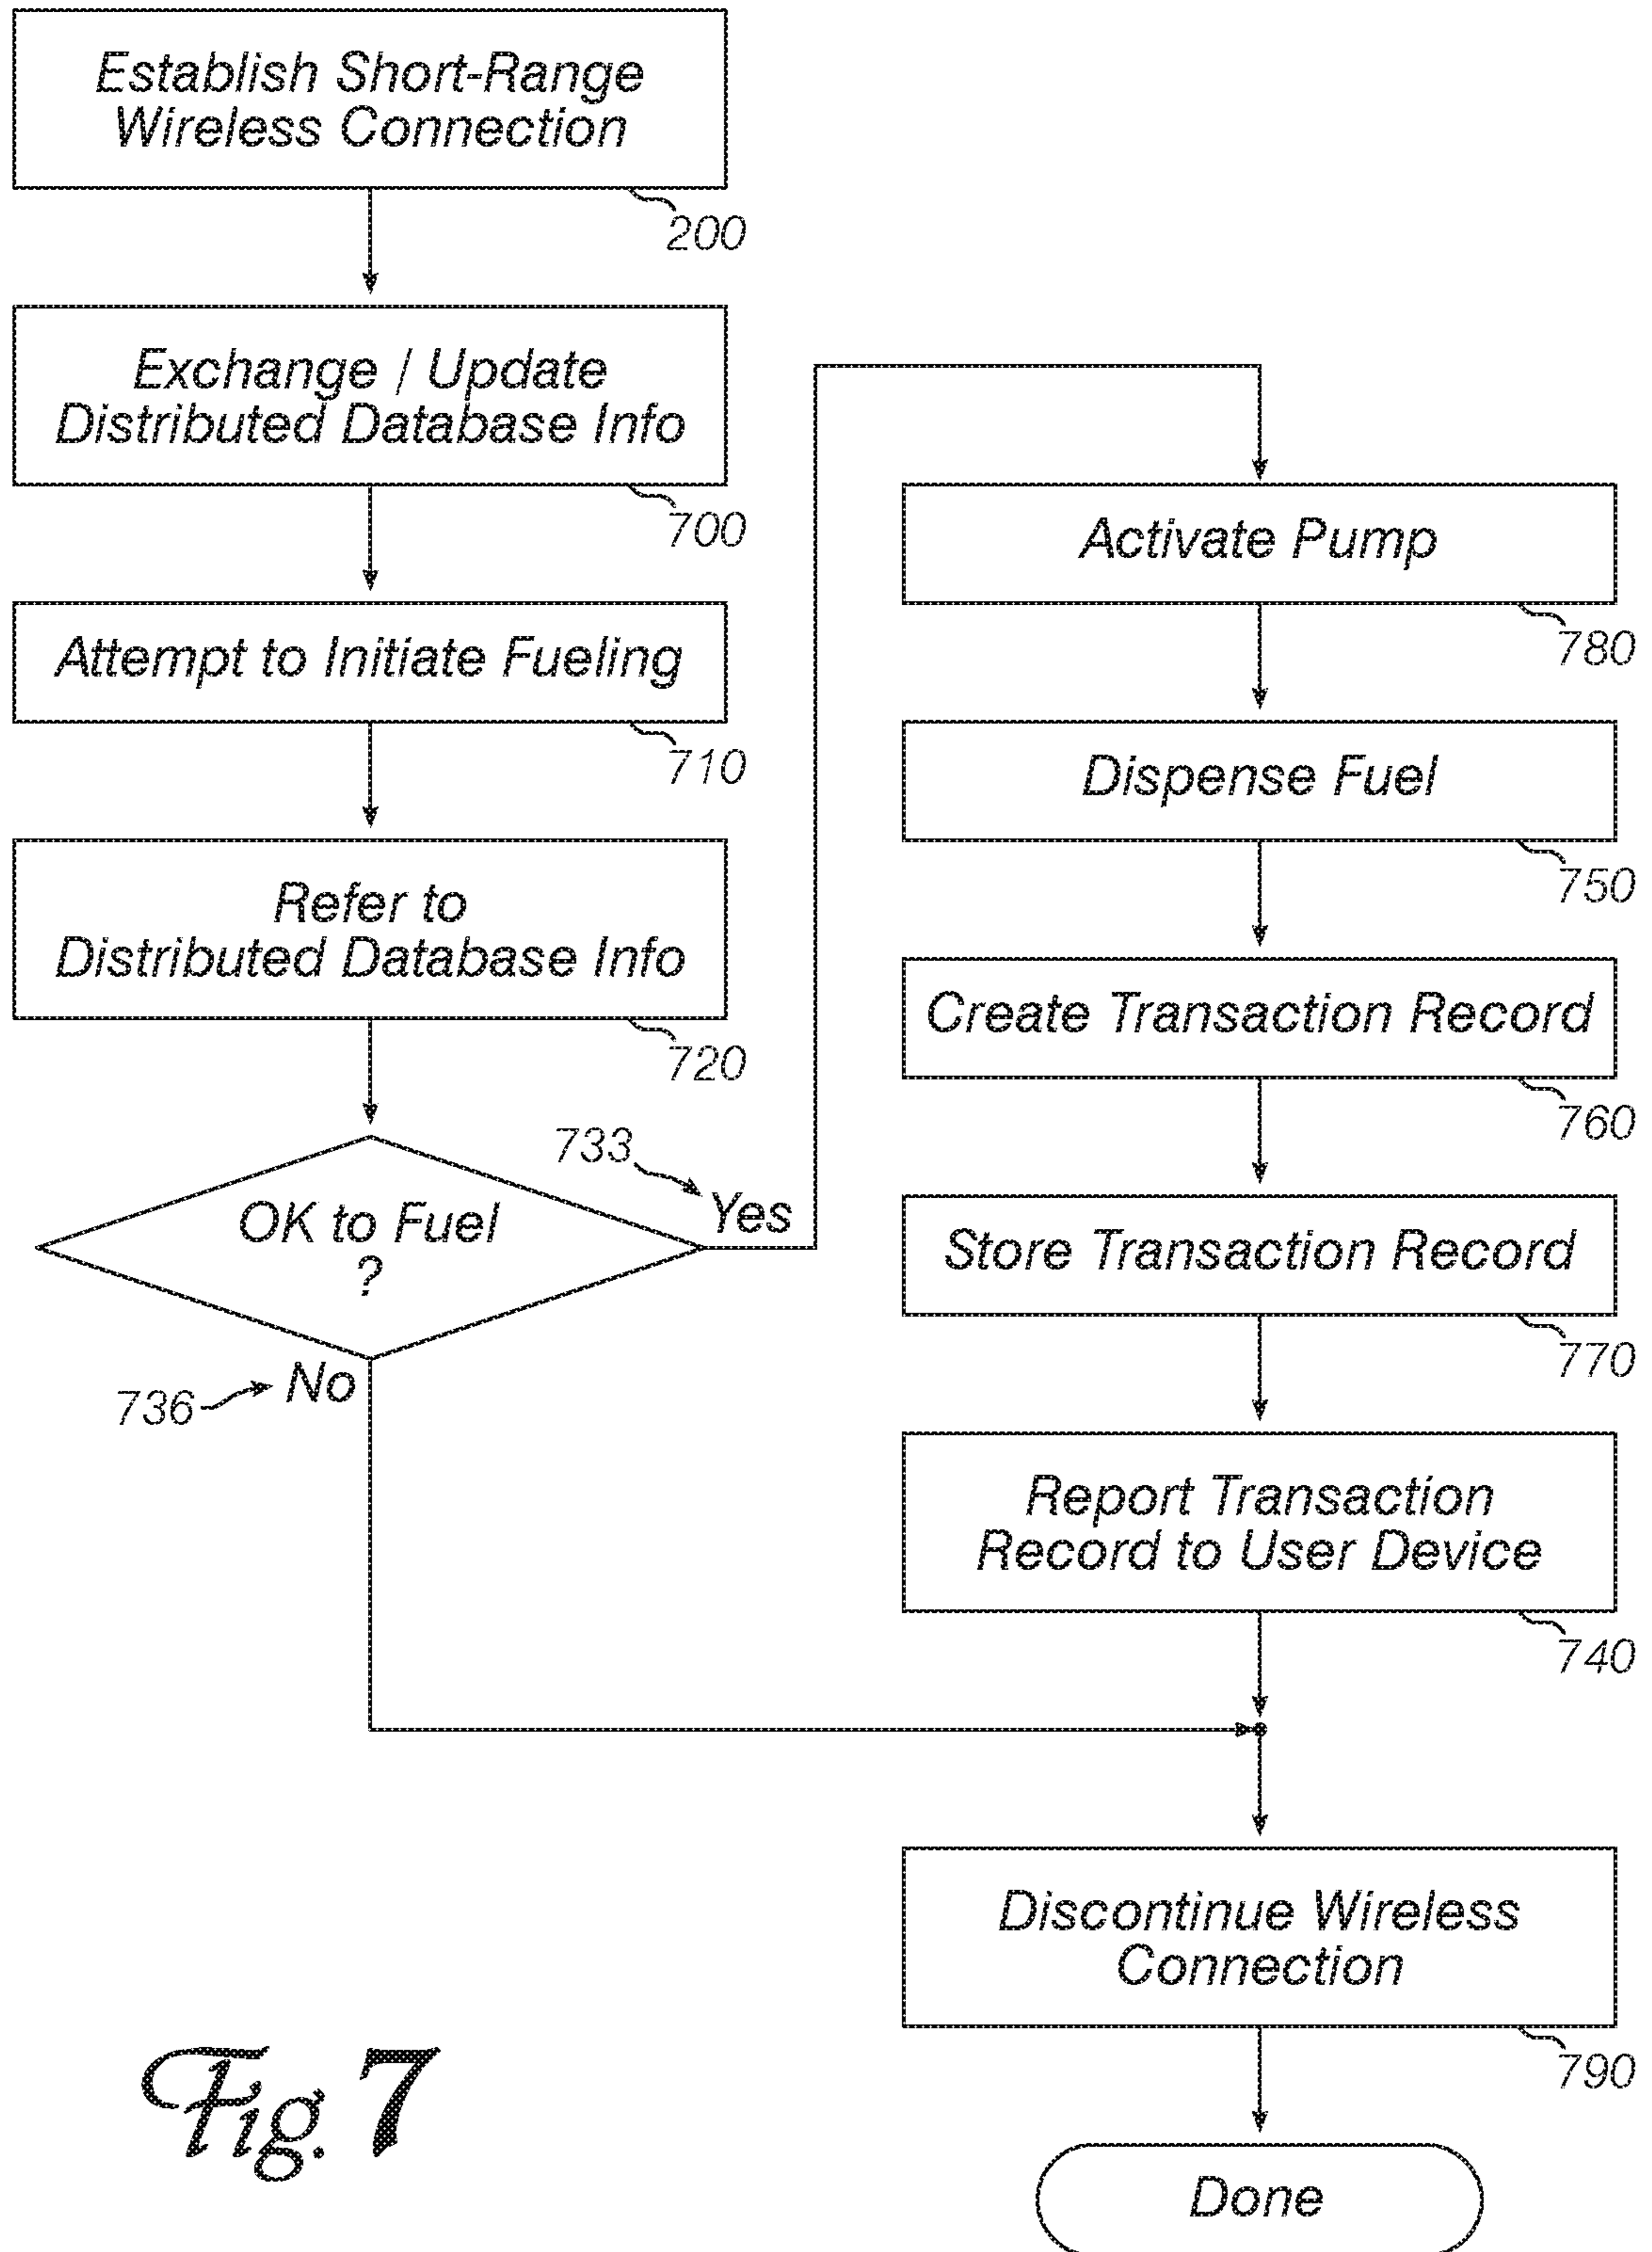 Establish Short-Range
Wireless Connection
200
Exchange / Update
Distributed Database Info
700
Attempt to Initiate Fueling
710
Refer to
Distributed Database Info
720
733
OK to Fuel
?
Yes
736
No
Activate Pump
780
Dispense Fuel
750
Create Transaction Record
760
Store Transaction Record
770
Report Transaction
Record to User Device
740
Discontinue Wireless
Connection
790
Done
Fig. 7